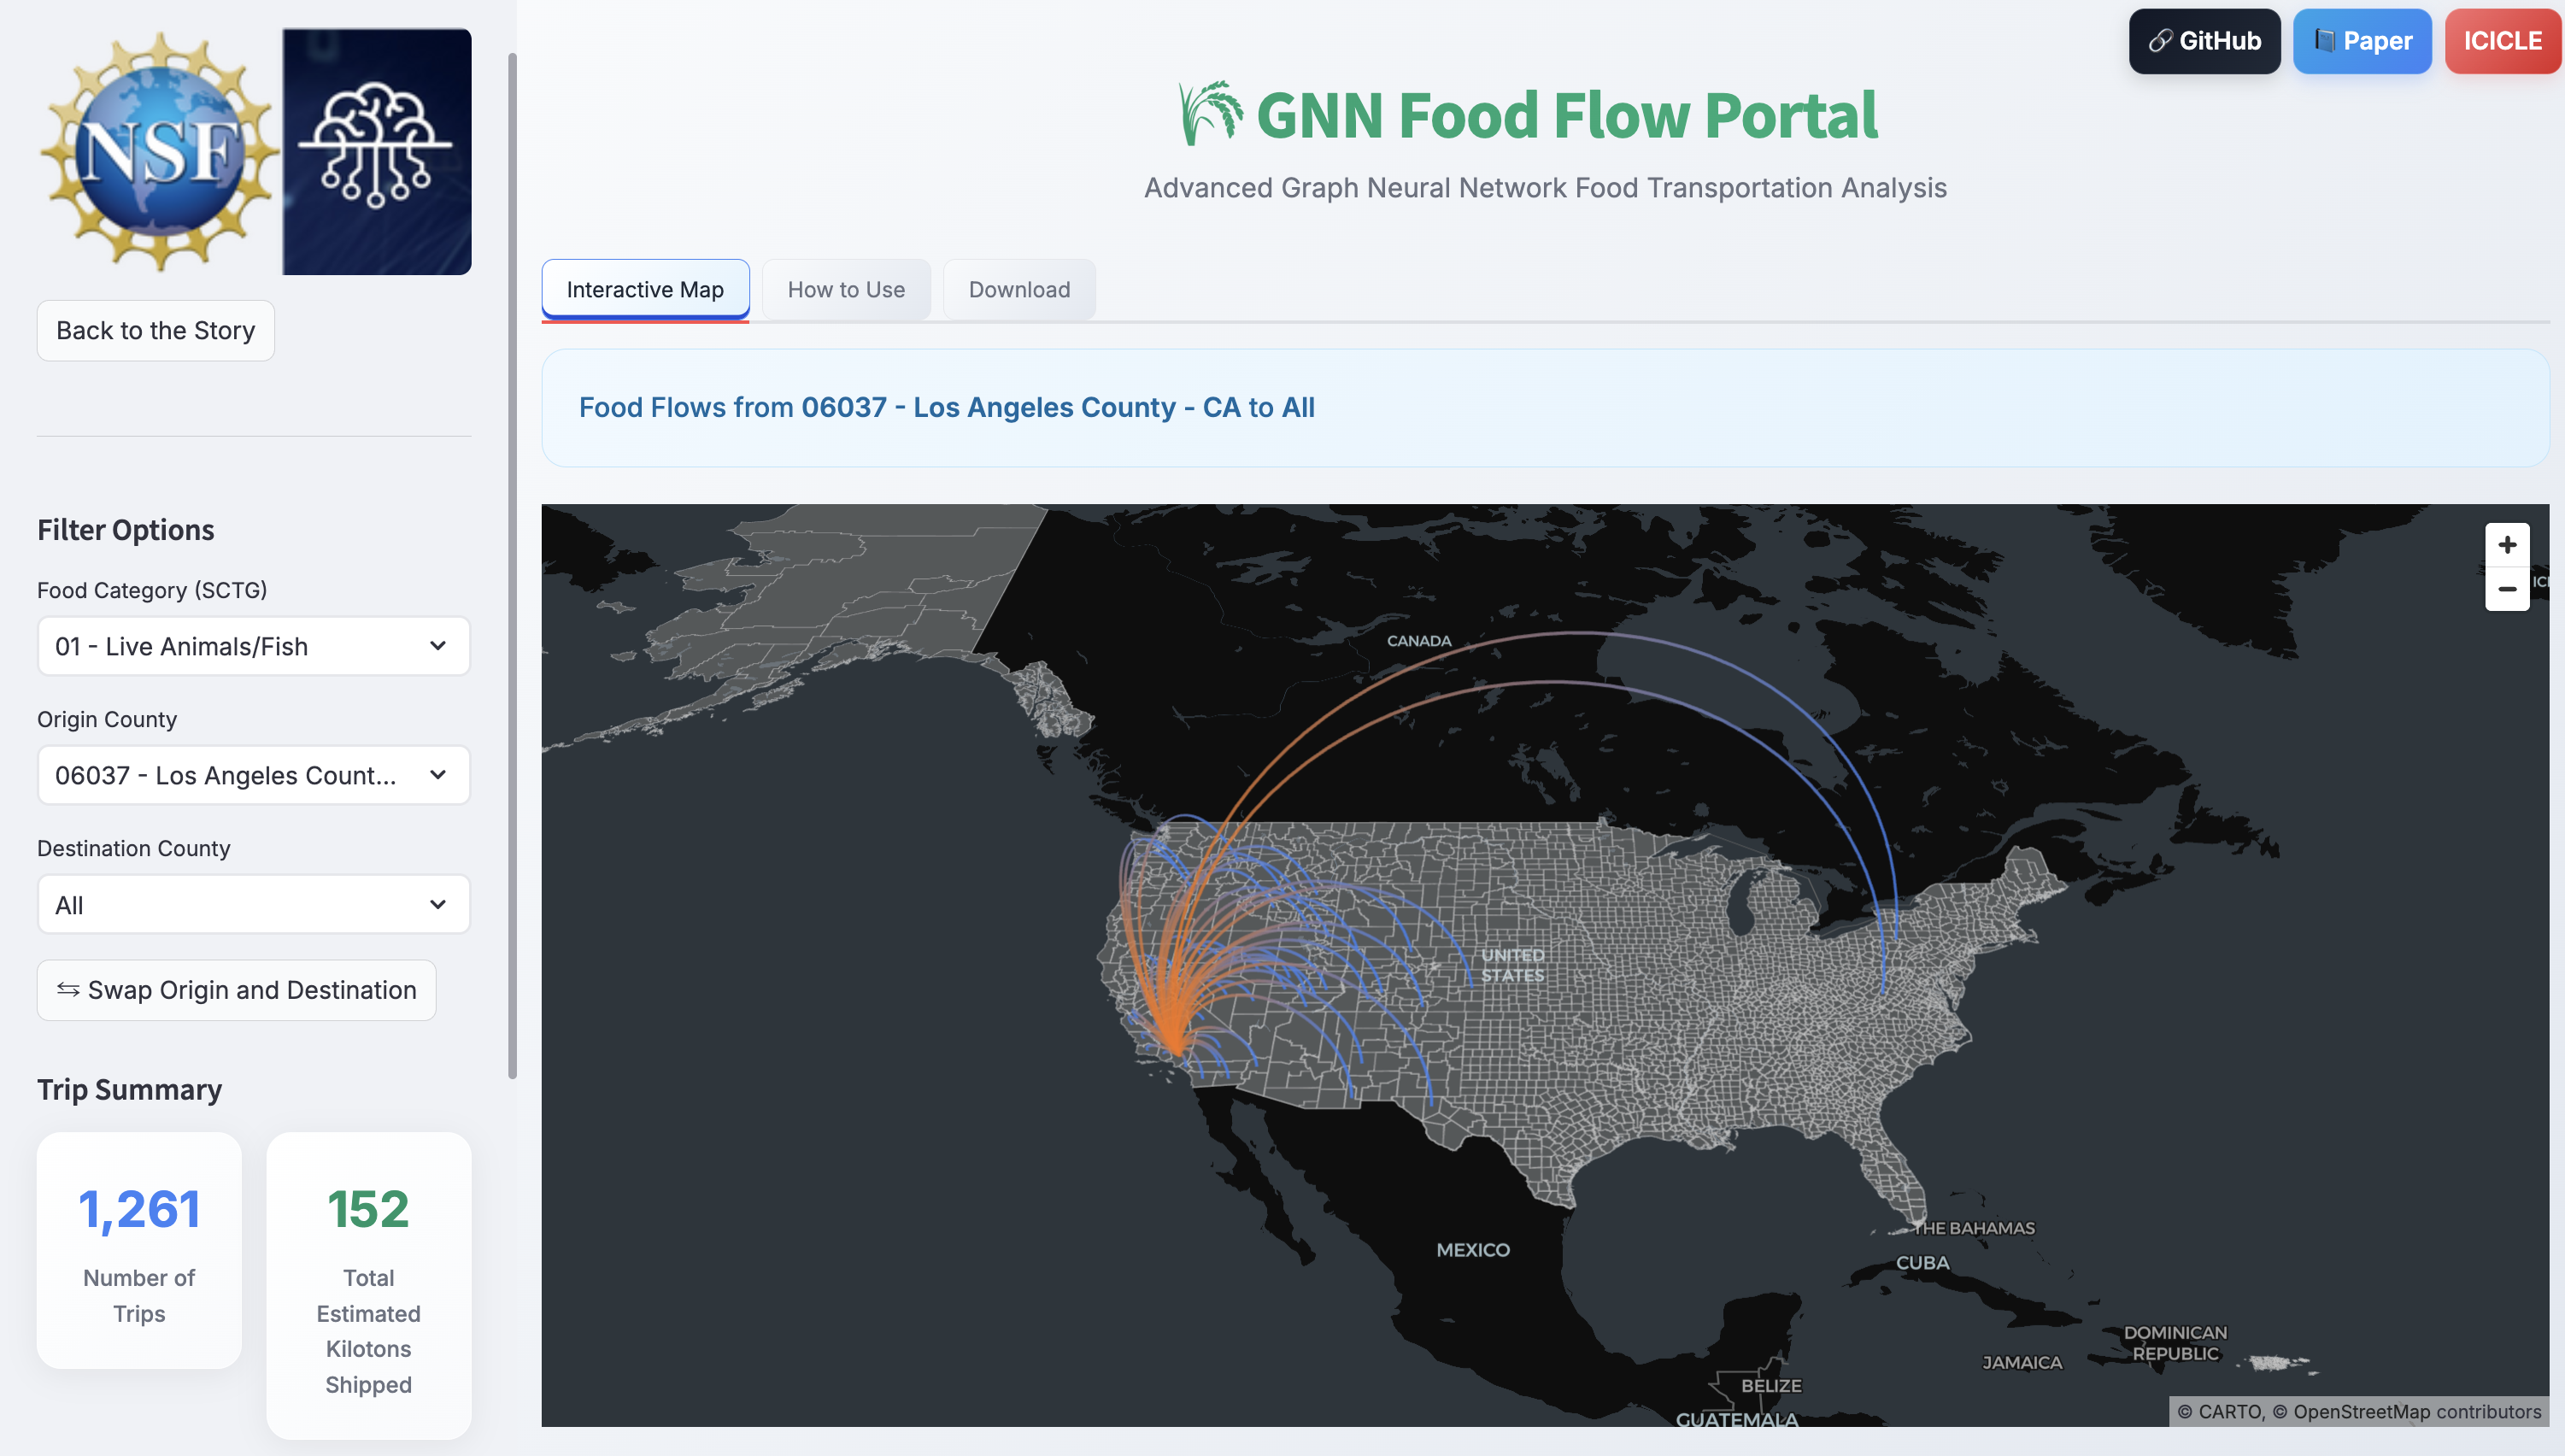 NSF
Back to the Story
Filter Options
Food Category (SCTG)
01 - Live Animals/Fish
Origin County
06037 - Los Angeles Count...
Destination County
All
⇆ Swap Origin and Destination
Trip Summary
1,261
Number of
Trips
152
Total
Estimated
Kilotons
Shipped
GitHub
Paper
ICICLE
GNN Food Flow Portal
Advanced Graph Neural Network Food Transportation Analysis
Interactive Map
How to Use
Download
Food Flows from 06037 - Los Angeles County - CA to All
+
−
CANADA
UNITED
STATES
MEXICO
THE BAHAMAS
CUBA
DOMINICAN
REPUBLIC
JAMAICA
BELIZE
GUATEMALA
© CARTO, © OpenStreetMap contributors